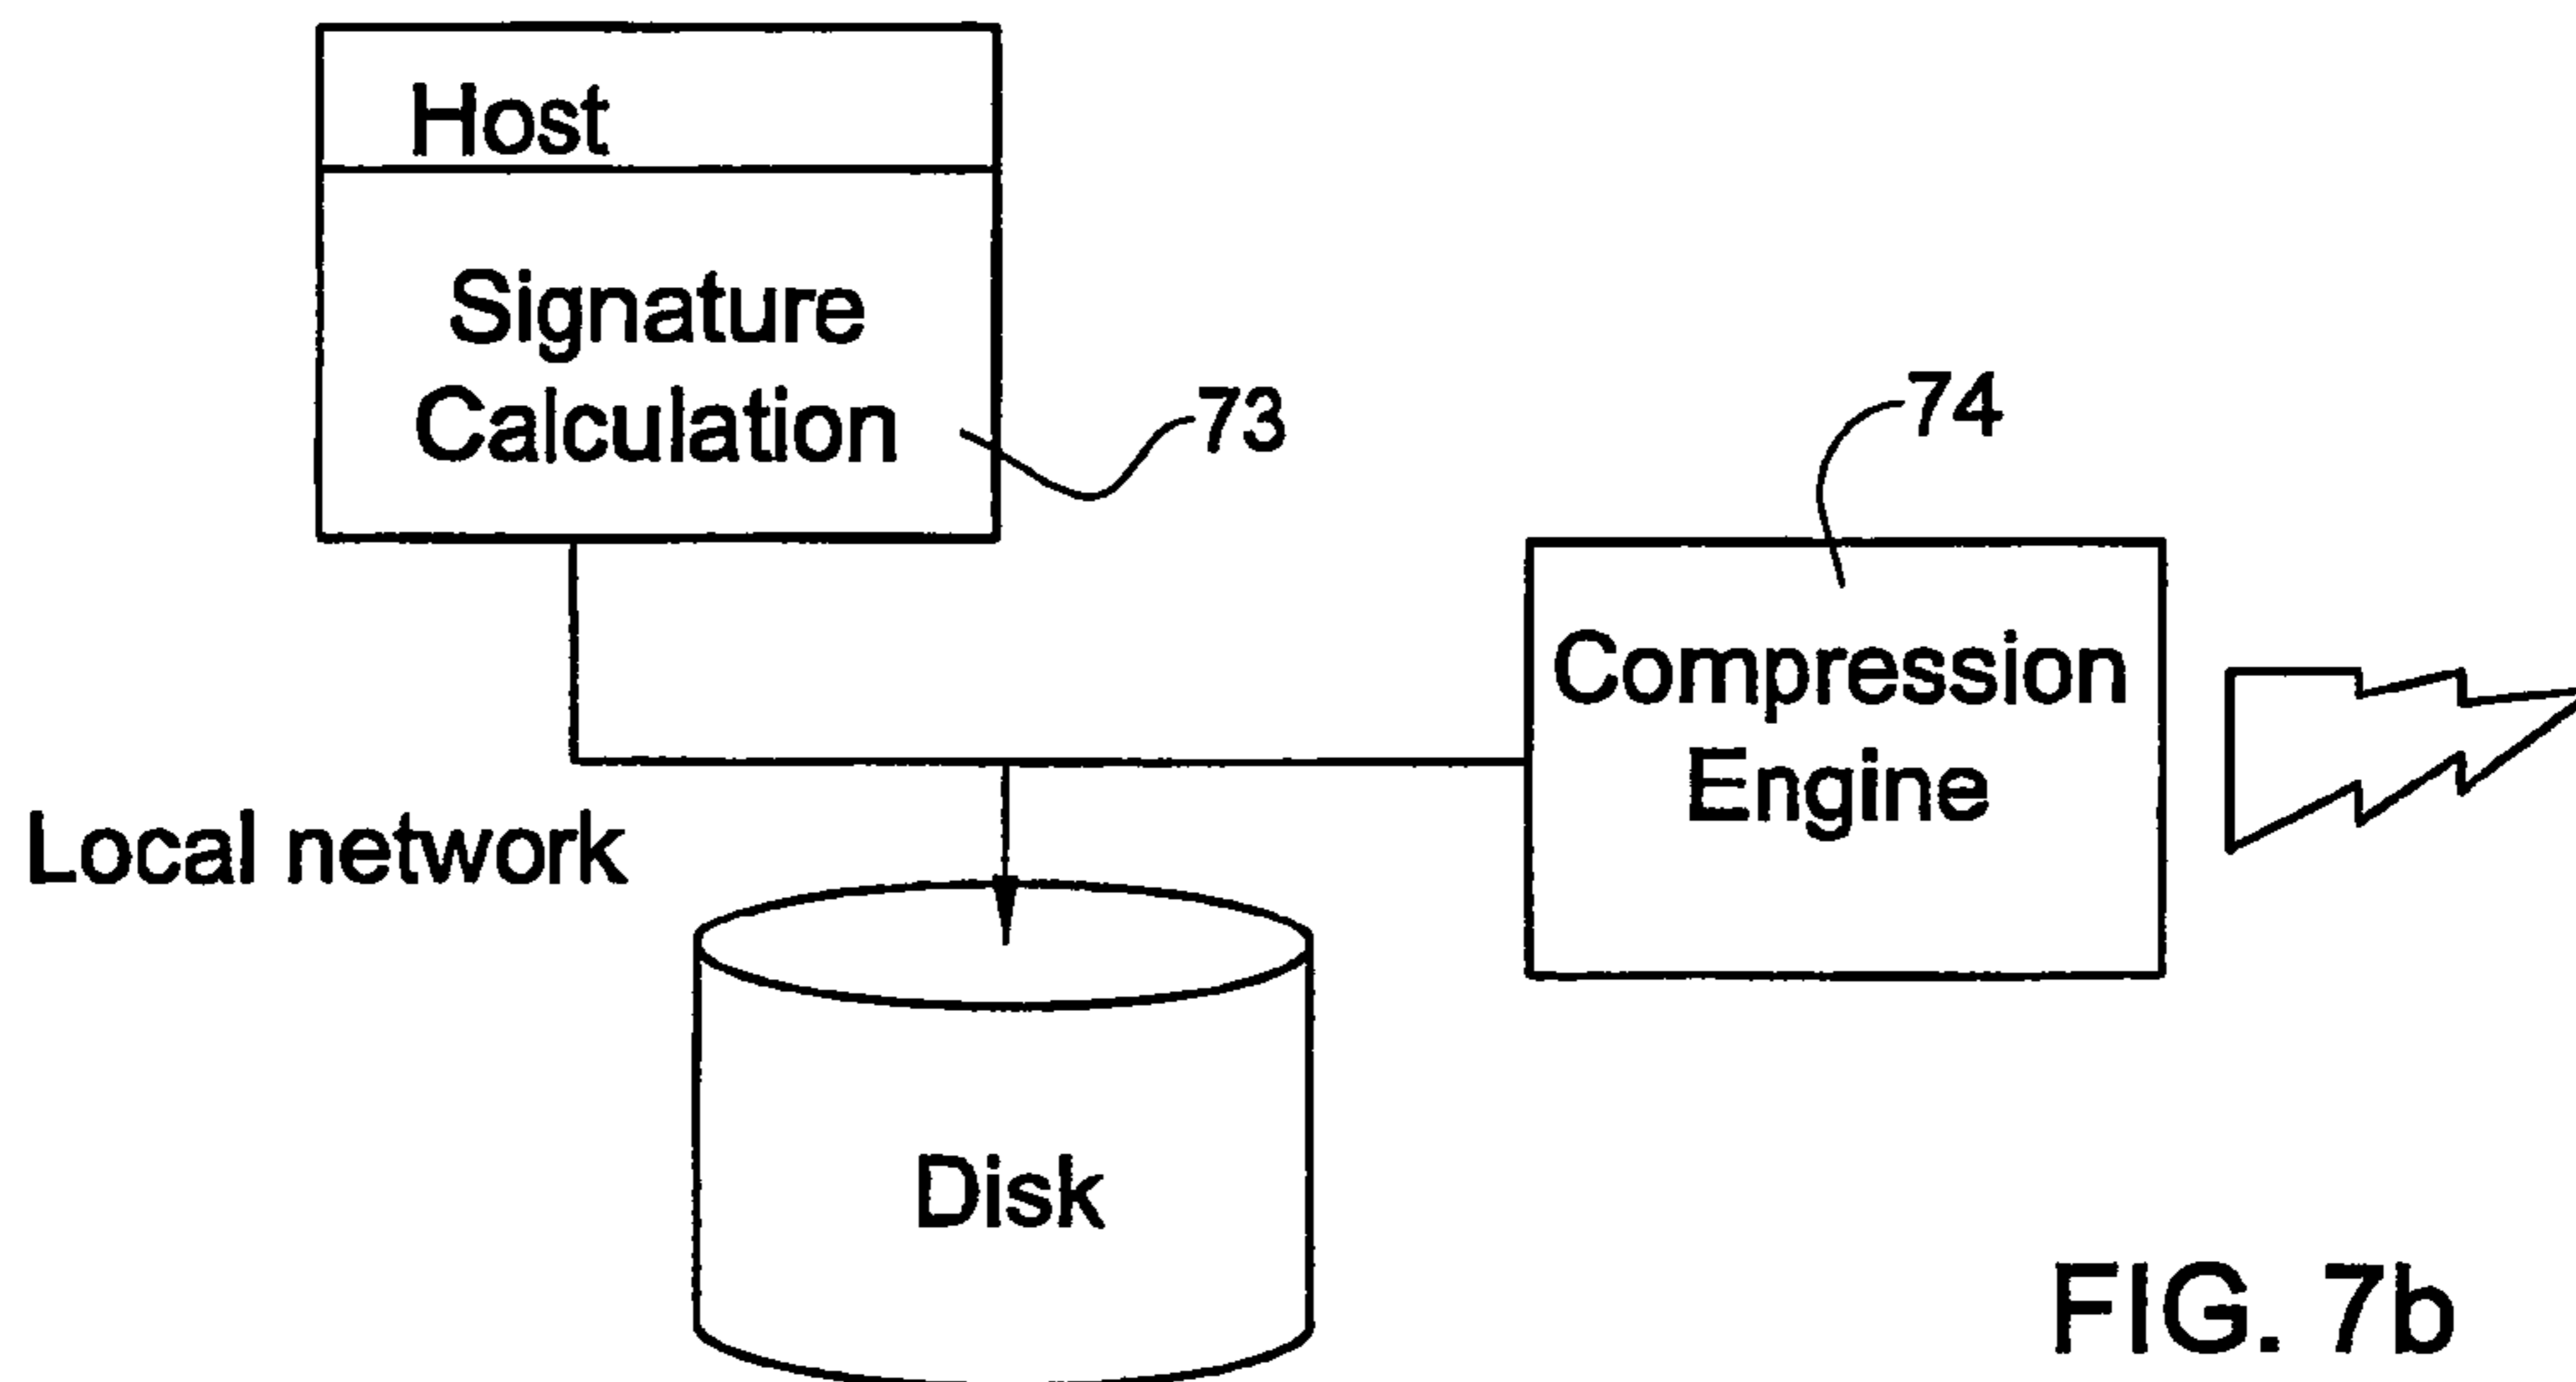 Host
Signature
Calculation
73
74
Compression
Engine
Local network
Disk
FIG. 7b